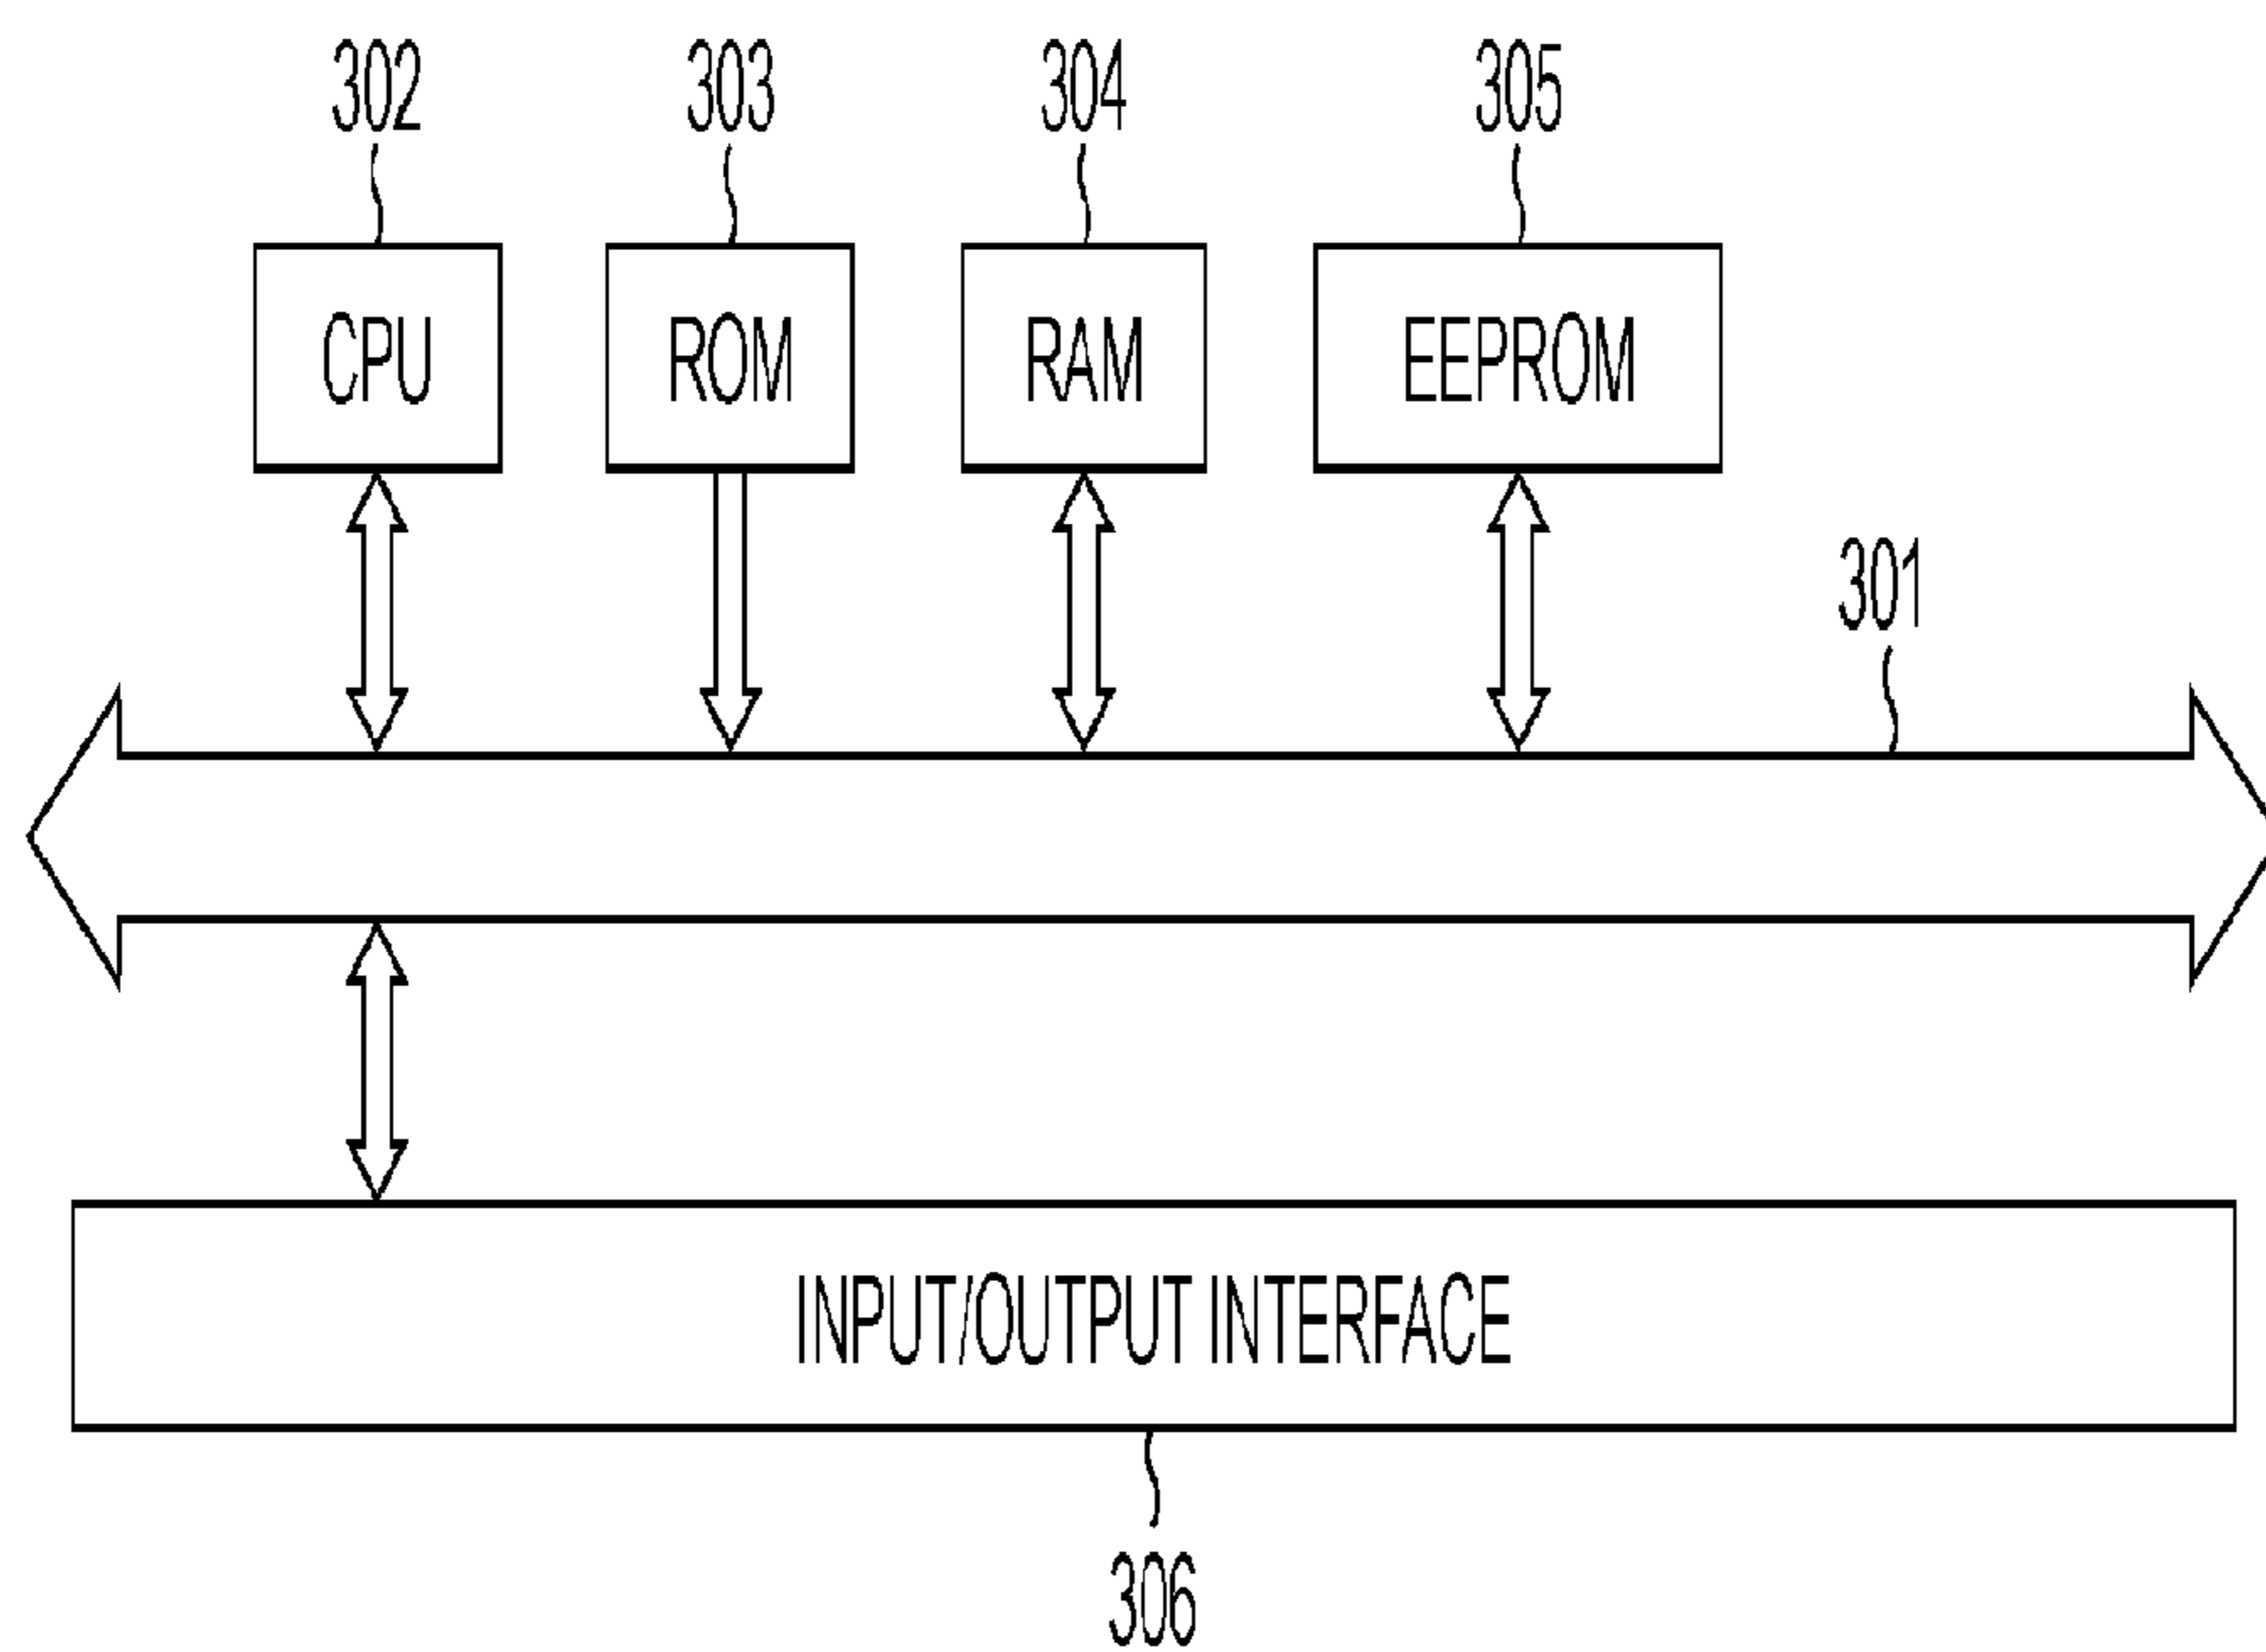 302
303
304
305
CPU
ROM
RAM
EEPROM
301
INPUT/OUTPUT INTERFACE
306